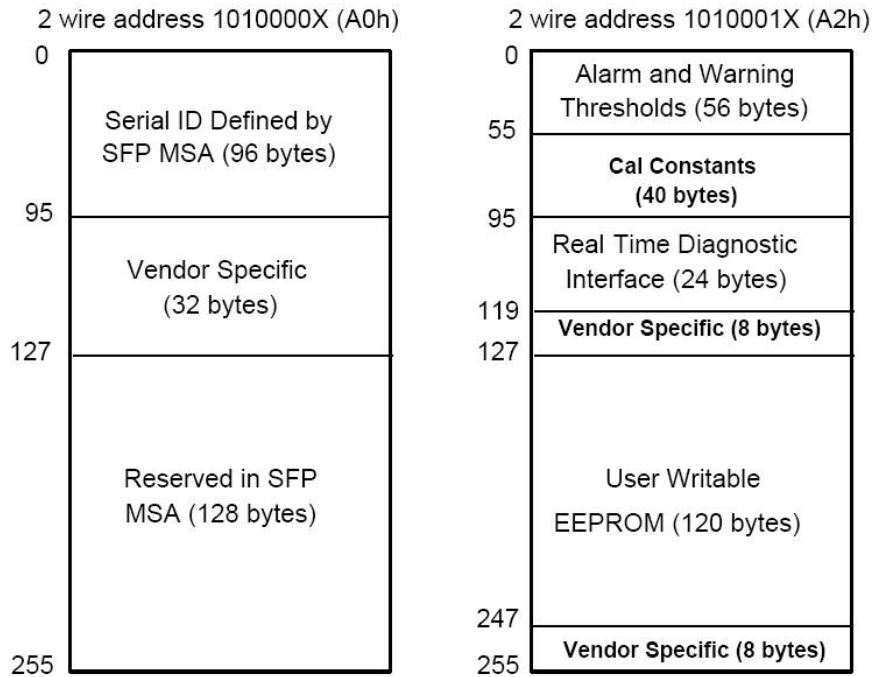 2 wire address 1010000X (A0h)
0
Serial ID Defined by
SFP MSA (96 bytes)
95
Vendor Specific
(32 bytes)
127
Reserved in SFP
MSA (128 bytes)
255
2 wire address 1010001X (A2h)
0
Alarm and Warning
Thresholds (56 bytes)
55
Cal Constants
(40 bytes)
95
Real Time Diagnostic
Interface (24 bytes)
119
Vendor Specific (8 bytes)
127
User Writable
EEPROM (120 bytes)
247
Vendor Specific (8 bytes)
255